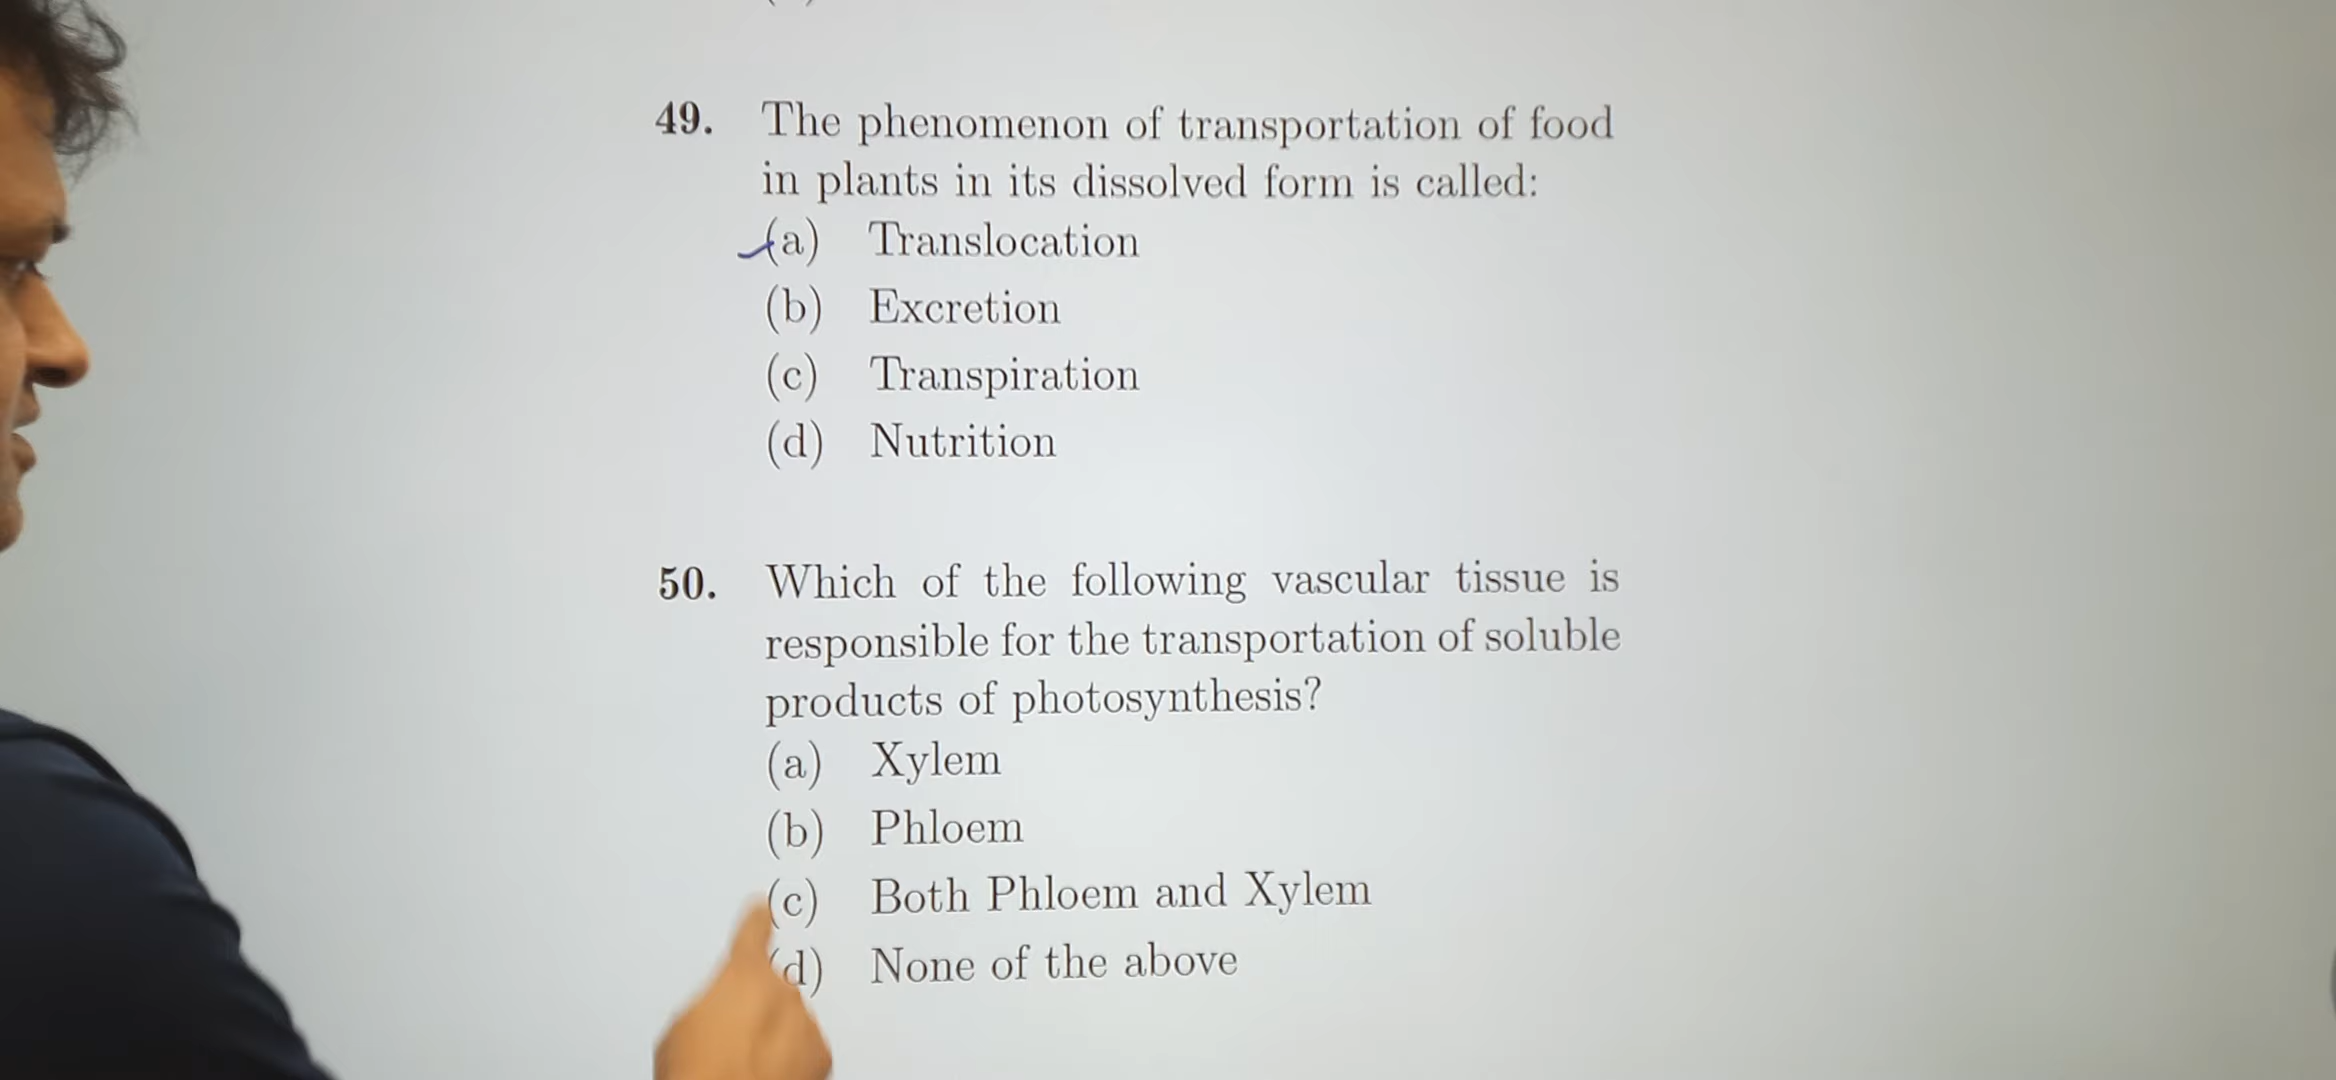 49. The phenomenon of transportation of food
in plants in its dissolved form is called:
(a) Translocation
(b) Excretion
(c) Transpiration
(d) Nutrition
50. Which of the following vascular tissue is
responsible for the transportation of soluble
products of photosynthesis?
(a) Xylem
(b) Phloem
(c) Both Phloem and Xylem
(d) None of the above